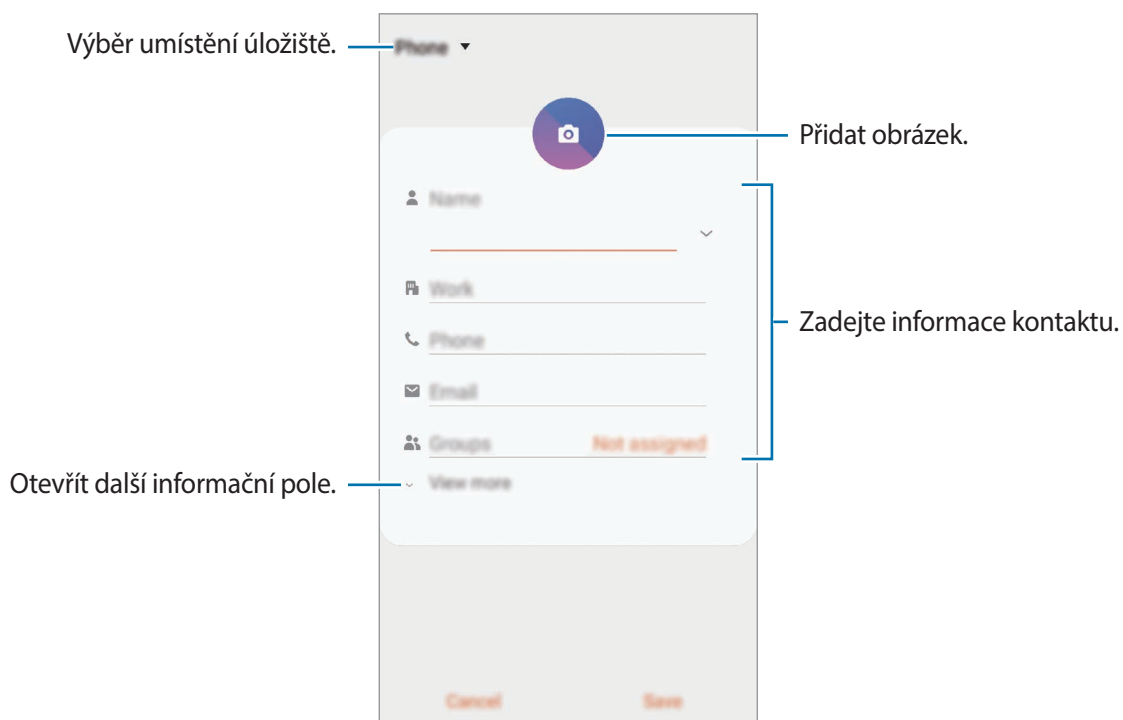 Výběr umístění úložiště.
Phone
Přidat obrázek.
Name
Work
Zadejte informace kontaktu.
Phone
Email
Groups Not assigned
Otevřít další informační pole.
View more
Cancel Save